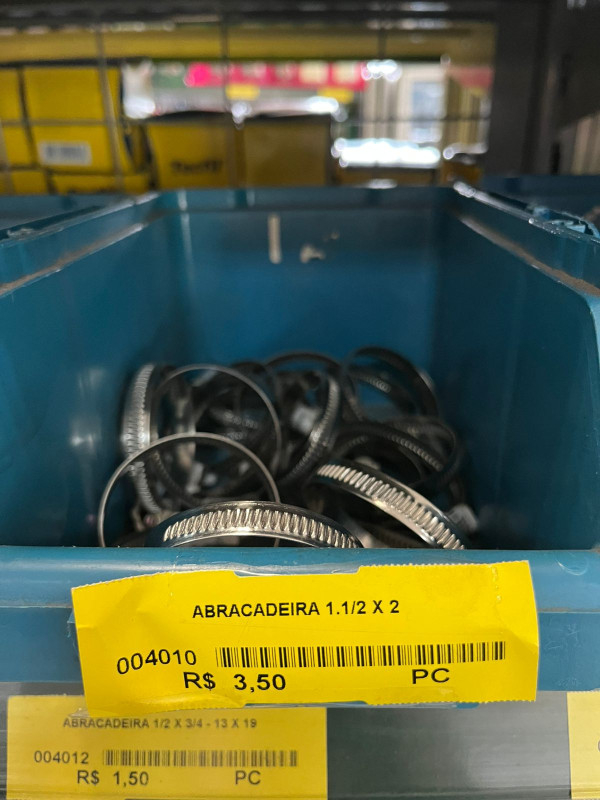 ABRACADEIRA 1.1/2 X 2
004010
R$ 3,50 PC
ABRACADEIRA 1/2 X 3/4 - 13 X 19
004012
R$ 1,50 PC